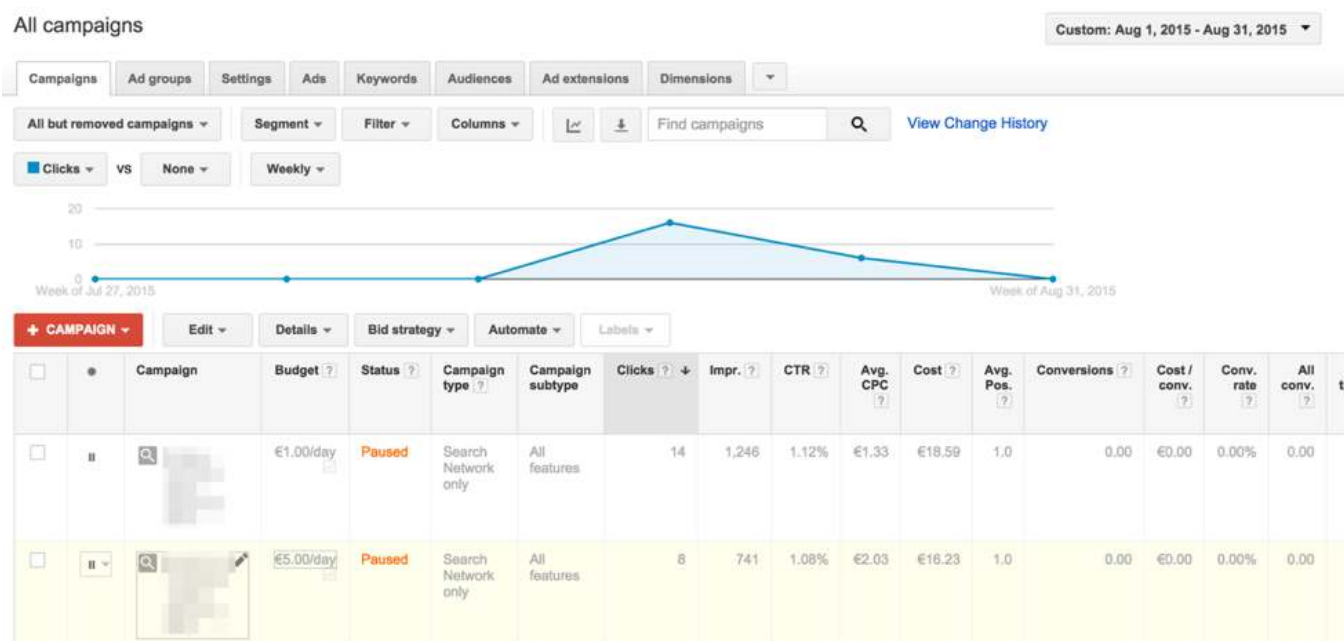 All campaigns
Custom: Aug 1, 2015 - Aug 31, 2015
Campaigns Ad groups Settings Ads Keywords Audiences Ad extensions Dimensions
All but removed campaigns Segment Filter Columns Find campaigns View Change History
Clicks VS None Weekly
20
10
0
Week of Jul 27, 2015 Week of Aug 31, 2015
+ CAMPAIGN Edit Details Bid strategy Automate Labels
Campaign Budget ? Status ? Campaign Campaign Clicks ? Impr. ? CTR ? Avg. Cost ? Avg. Conversions ? Cost / Conv. All
type ? subtype CPC Pos. conv. rate conv. t
? ? ? ? ?
€1.00/day Paused Search All 14 1,246 1.12% €1.33 €18.59 1.0 0.00 €0.00 0.00% 0.00
Network features
only
€5.00/day Paused Search All 8 741 1.08% €2.03 €16.23 1.0 0.00 €0.00 0.00% 0.00
Network features
only